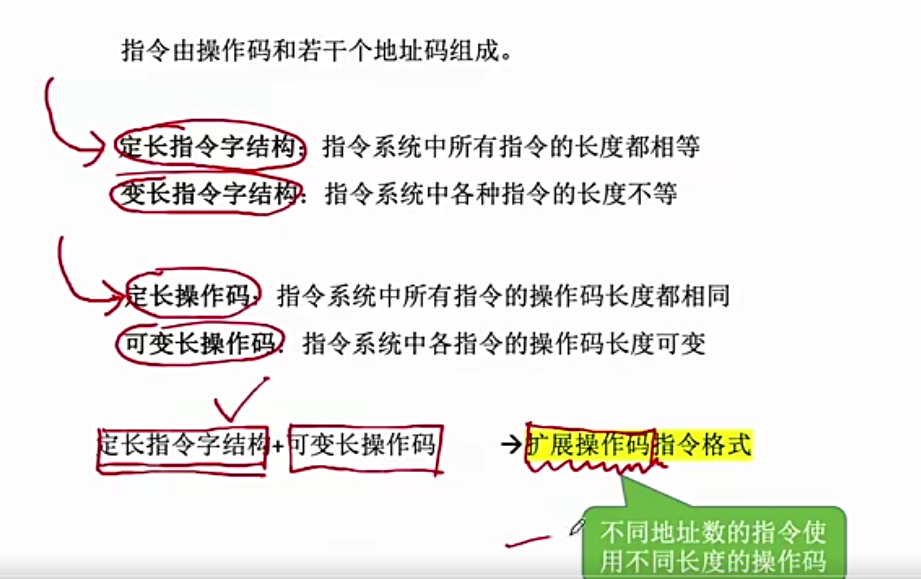 指令由操作码和若干个地址码组成。
定长指令字结构：指令系统中所有指令的长度都相等
变长指令字结构：指令系统中各种指令的长度不等
定长操作码：指令系统中所有指令的操作码长度都相同
可变长操作码：指令系统中各指令的操作码长度可变
定长指令字结构+可变长操作码 →扩展操作码指令格式
不同地址数的指令使
用不同长度的操作码